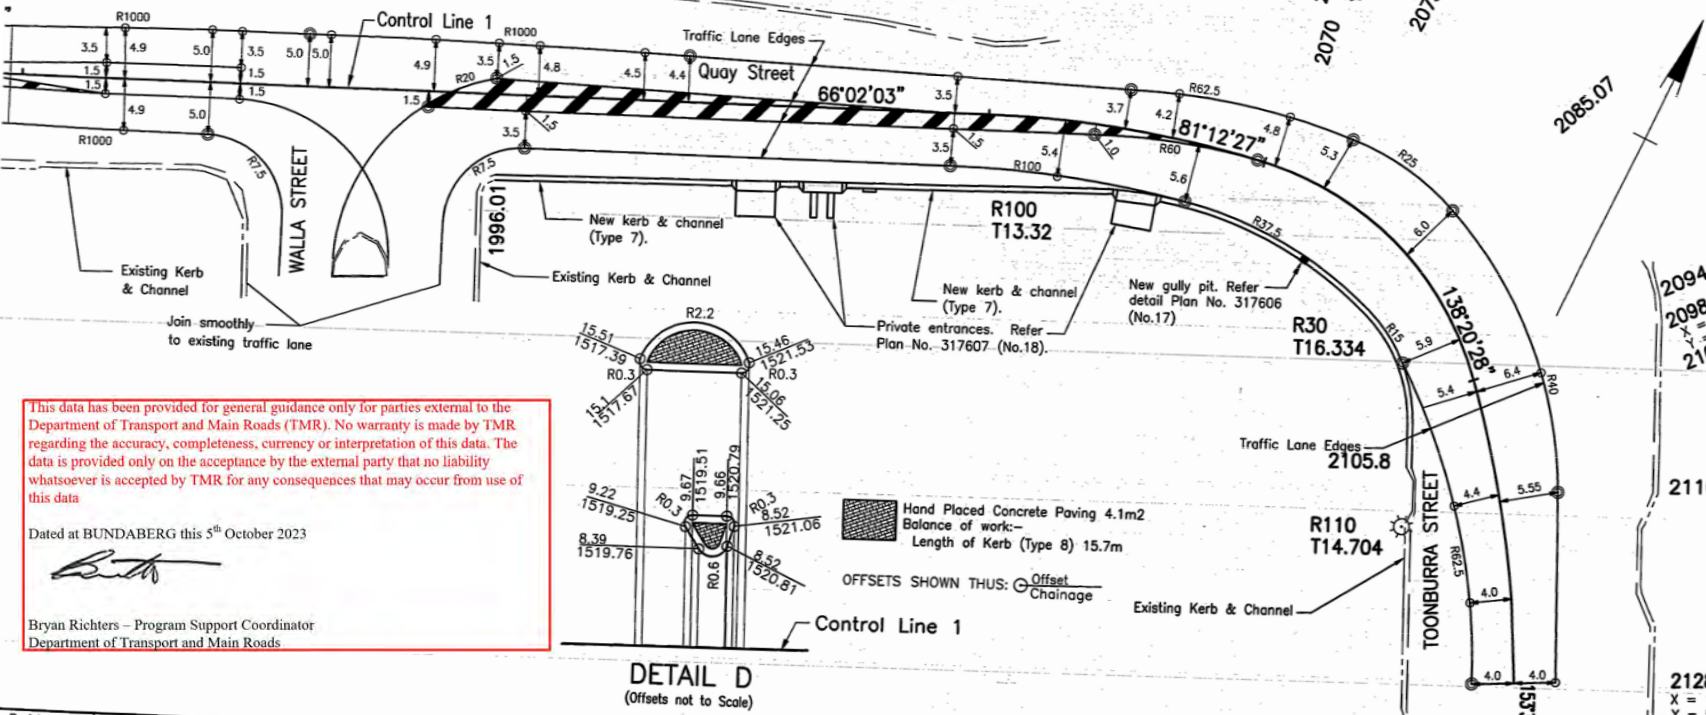 R1000
Control Line 1
R1000
Traffic Lane Edges
2070
207
3.5
4.9
5.0
3.5
5.0
5.0
4.9
3.5
1.5
4.8
4.5
4.4
Quay Street
3.5
3.7
4.2
R62.5
4.8
2085.07
1.5
1.5
R20
66°02'03"
81°12'27"
5.3
R25
1.5
1.5
4.9
5.0
1.5
3.5
1.5
3.5
1.5
R100
5.4
1.0
R60
5.6
R1000
R7.5
WALLA STREET
R7.5
1996.01
New kerb & channel
(Type 7).
R100
T13.32
R37.5
6.0
Existing Kerb
& Channel
Existing Kerb & Channel
New kerb & channel
(Type 7).
New gully pit. Refer
detail Plan No. 317606
(No.17)
138°20'28"
2094
2098
Join smoothly
to existing traffic lane
Private entrances. Refer
Plan No. 317607 (No.18).
R30
T16.334
R15
5.9
6.4
R40
5.4
R2.2
15.51
1517.39
15.46
1521.53
R0.3
R0.3
15.1
1517.67
15.06
1521.25
This data has been provided for general guidance only for parties external to the
Department of Transport and Main Roads (TMR). No warranty is made by TMR
regarding the accuracy, completeness, currency or interpretation of this data. The
data is provided only on the acceptance by the external party that no liability
whatsoever is accepted by TMR for any consequences that may occur from use of
this data
Dated at BUNDABERG this 5th October 2023
Bryan Richters – Program Support Coordinator
Department of Transport and Main Roads
Traffic Lane Edges
2105.8
9.67
1519.51
9.66
1520.79
9.22
1519.25
R0.3
R0.3
8.52
1521.06
8.39
1519.76
R0.6
8.52
1520.81
Hand Placed Concrete Paving 4.1m2
Balance of work:–
Length of Kerb (Type 8) 15.7m
OFFSETS SHOWN THUS: Offset
Chainage
4.4
5.55
211
R110
T14.704
TOONBURRA STREET
R62.5
Existing Kerb & Channel
4.0
Control Line 1
DETAIL D
(Offsets not to Scale)
4.0
4.0
153°
212